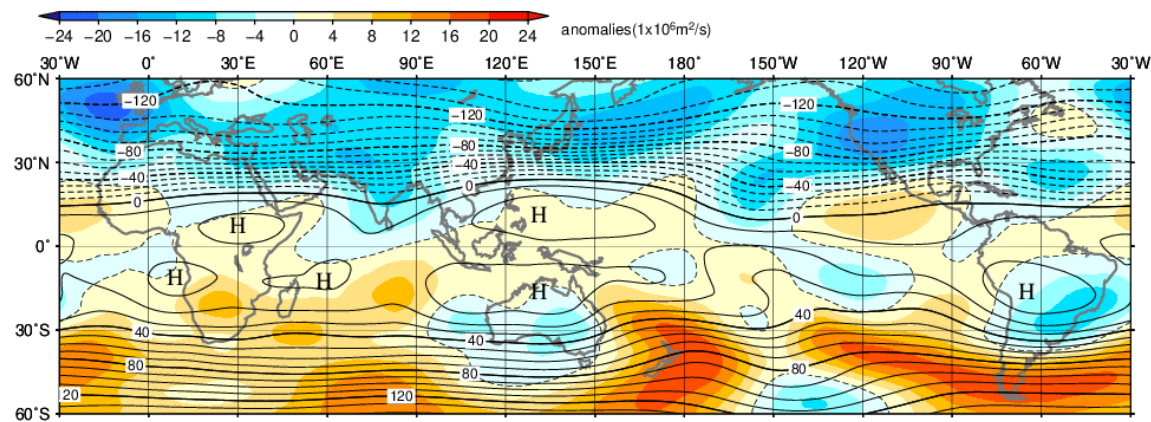 −24 −20 −16 −12 −8 −4 0 4 8 12 16 20 24 anomalies(1x10⁶m²/s)
30°W 0° 30°E 60°E 90°E 120°E 150°E 180° 150°W 120°W 90°W 60°W 30°W
60°N
−120 −120 −120
−80 −80 −80
30°N
−40 −40 −40
0 0 0
H H
0°
H H H H
40 40
30°S
40
80 80 80
20 120
60°S